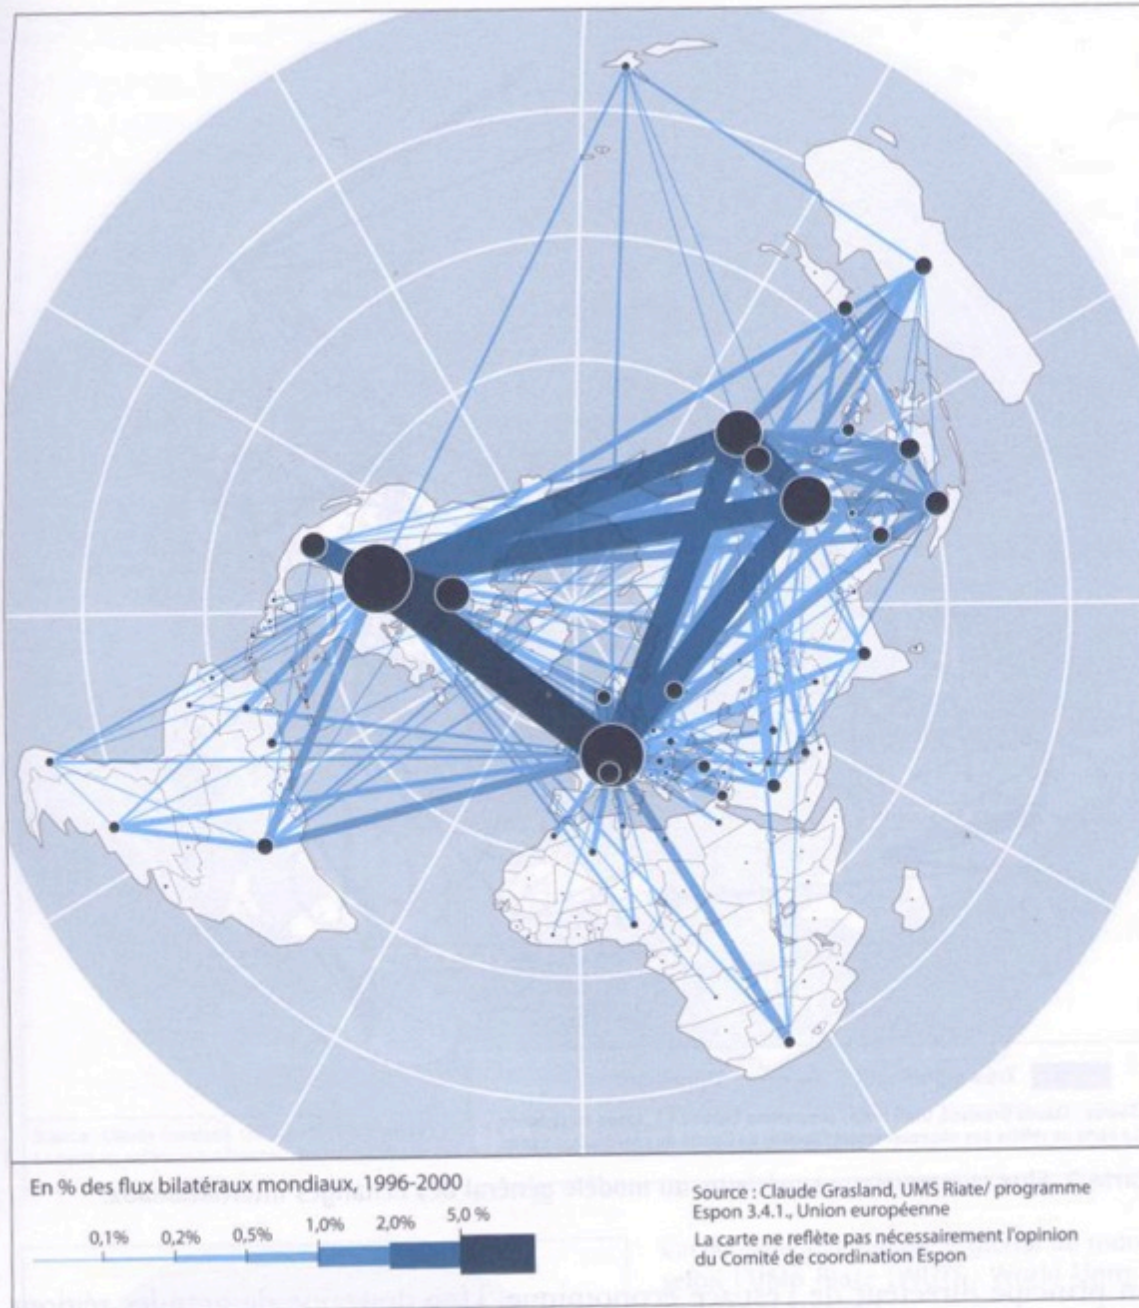 En % des flux bilatéraux mondiaux, 1996-2000
0,1% 0,2% 0,5% 1,0% 2,0% 5,0 %
Source : Claude Grasland, UMS Riate/ programme
Espon 3.4.1., Union européenne
La carte ne reflète pas nécessairement l'opinion
du Comité de coordination Espon